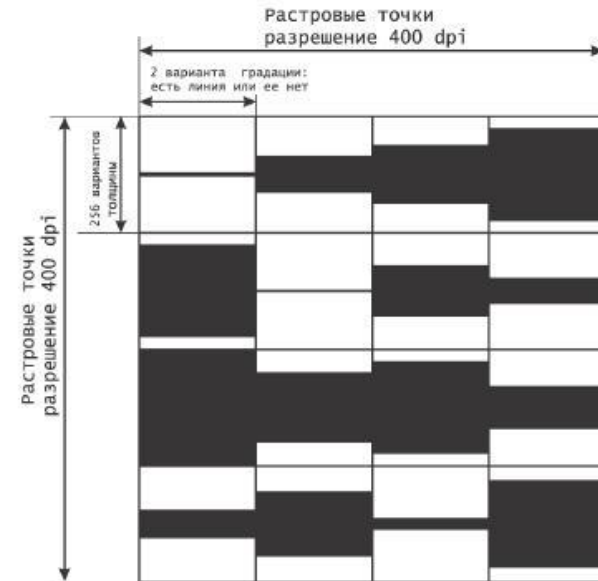 Растровые точки
разрешение 400 dpi
2 варианта градации:
есть линия или ее нет
256 вариантов
толщины
Растровые точки
разрешение 400 dpi